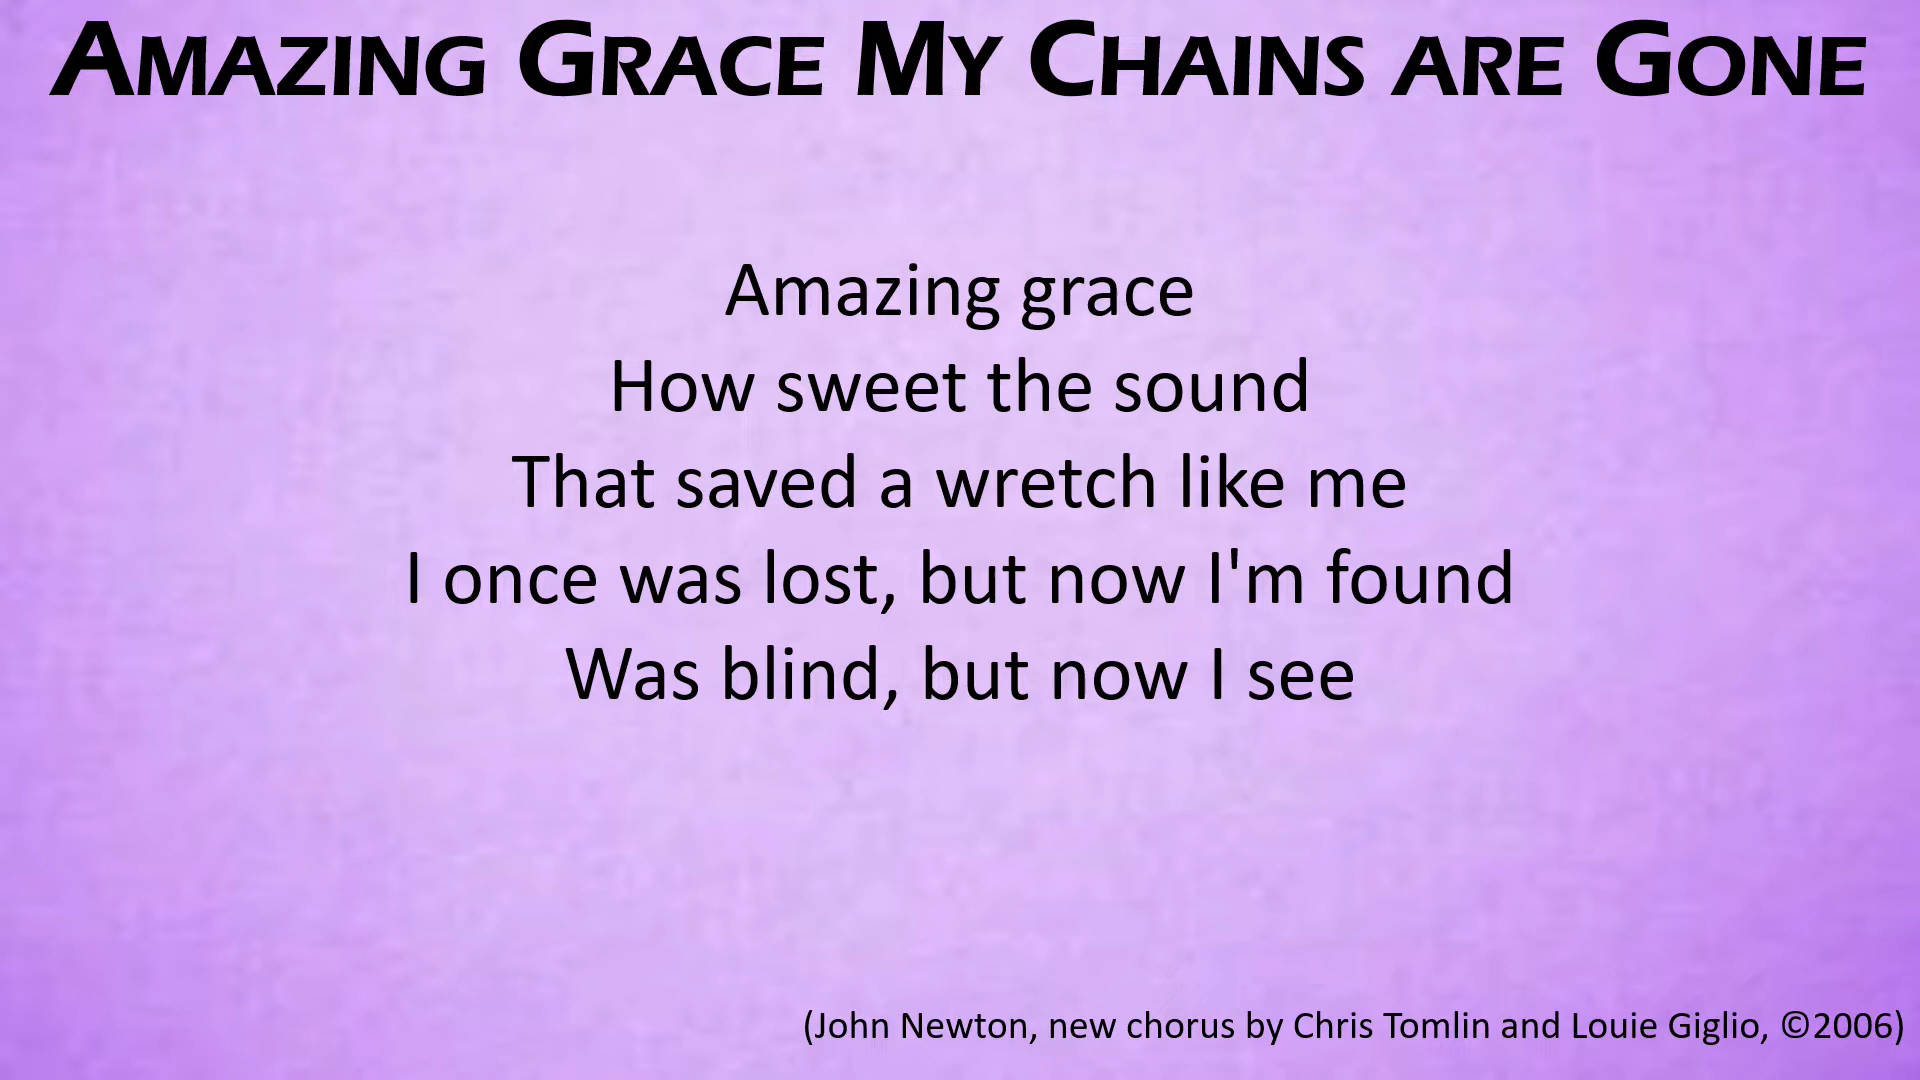 Amazing Grace My Chains are Gone
Amazing grace
How sweet the sound
That saved a wretch like me
I once was lost, but now I'm found
Was blind, but now I see
(John Newton, new chorus by Chris Tomlin and Louie Giglio, ©2006)